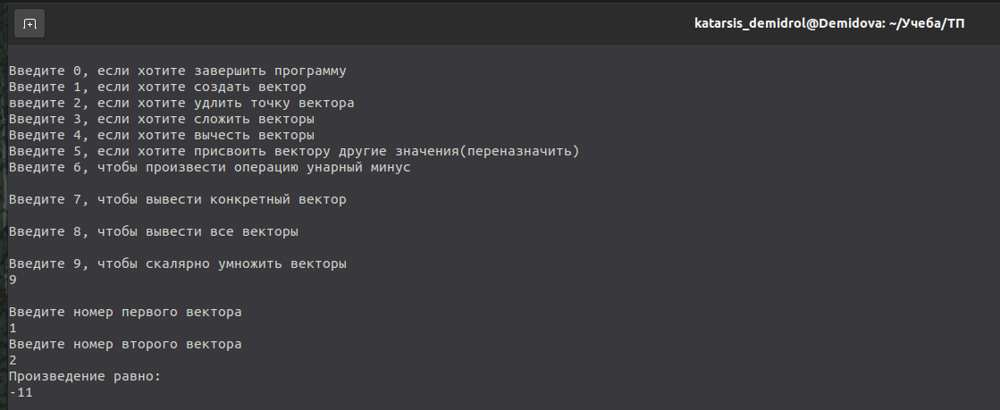 katarsis_demidrol@Demidova: ~/Учеба/ТП
Введите 0, если хотите завершить программу
Введите 1, если хотите создать вектор
введите 2, если хотите удлить точку вектора
Введите 3, если хотите сложить векторы
Введите 4, если хотите вычесть векторы
Введите 5, если хотите присвоить вектору другие значения(переназначить)
Введите 6, чтобы произвести операцию унарный минус
Введите 7, чтобы вывести конкретный вектор
Введите 8, чтобы вывести все векторы
Введите 9, чтобы скалярно умножить векторы
9
Введите номер первого вектора
1
Введите номер второго вектора
2
Произведение равно:
-11